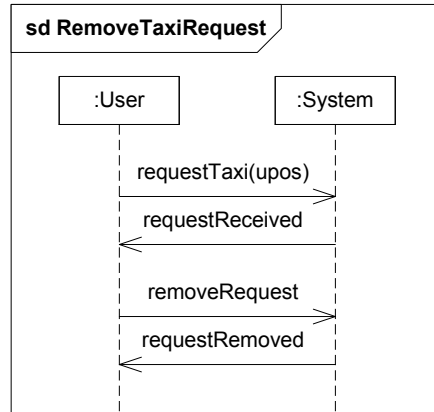 sd RemoveTaxiRequest
:User
:System
requestTaxi(upos)
requestReceived
removeRequest
requestRemoved